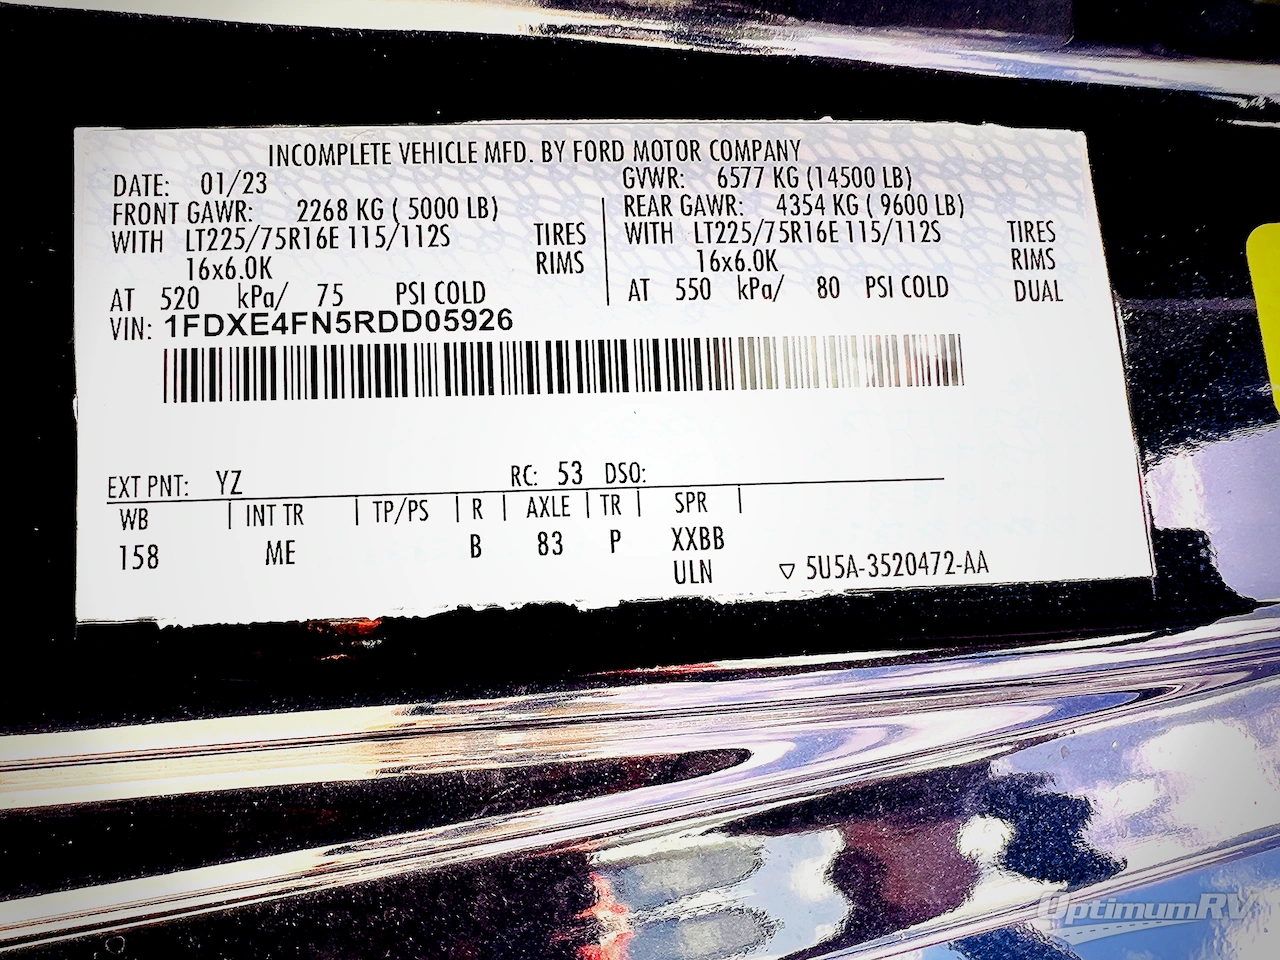 INCOMPLETE VEHICLE MFD. BY FORD MOTOR COMPANY
DATE: 01/23 GVWR: 6577 KG (14500 LB)
FRONT GAWR: 2268 KG ( 5000 LB) REAR GAWR: 4354 KG ( 9600 LB)
WITH LT225/75R16E 115/112S TIRES WITH LT225/75R16E 115/112S TIRES
16x6.0K RIMS 16x6.0K RIMS
AT 520 kPa/ 75 PSI COLD AT 550 kPa/ 80 PSI COLD DUAL
VIN: 1FDXE4FN5RDD05926
EXT PNT: YZ RC: 53 DSO:
WB | INT TR | TP/PS | R | AXLE | TR | SPR |
158 ME B 83 P XXBB
ULN ▽ 5U5A-3520472-AA
OptimumRV